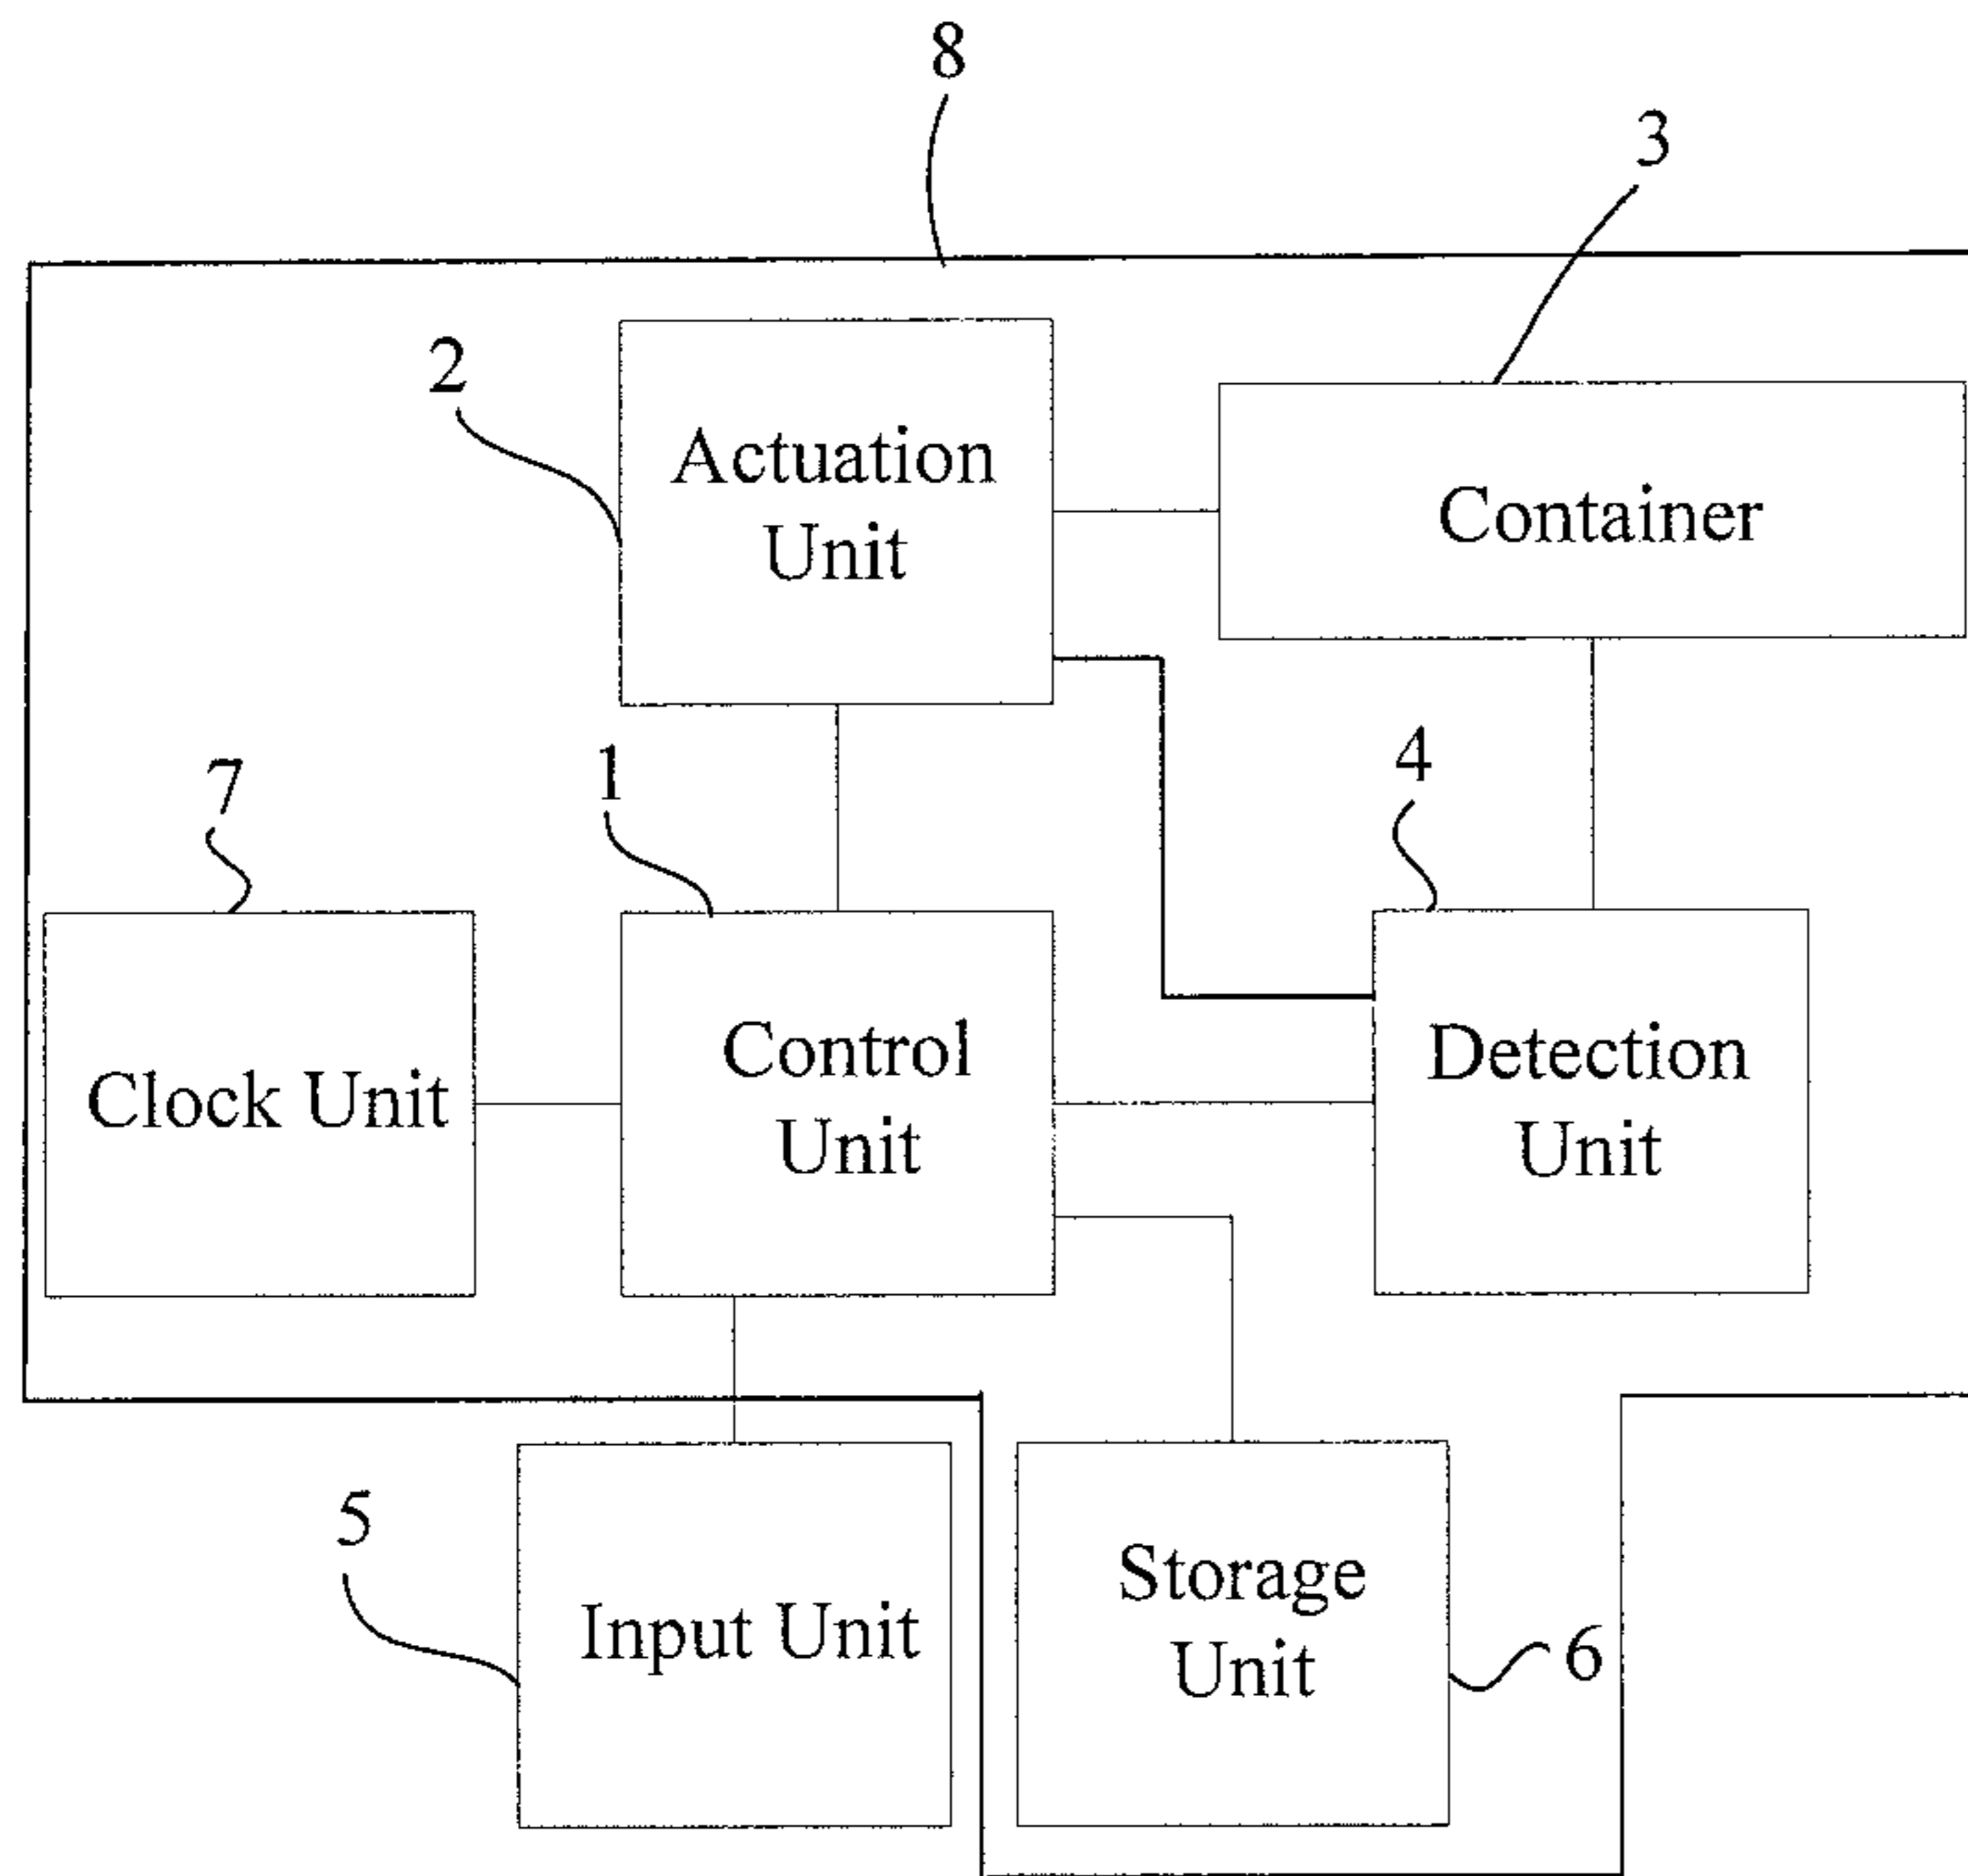 8
3
2
Actuation
Unit
Container
7
1
4
Clock Unit
Control
Unit
Detection
Unit
5
Input Unit
Storage
Unit
6